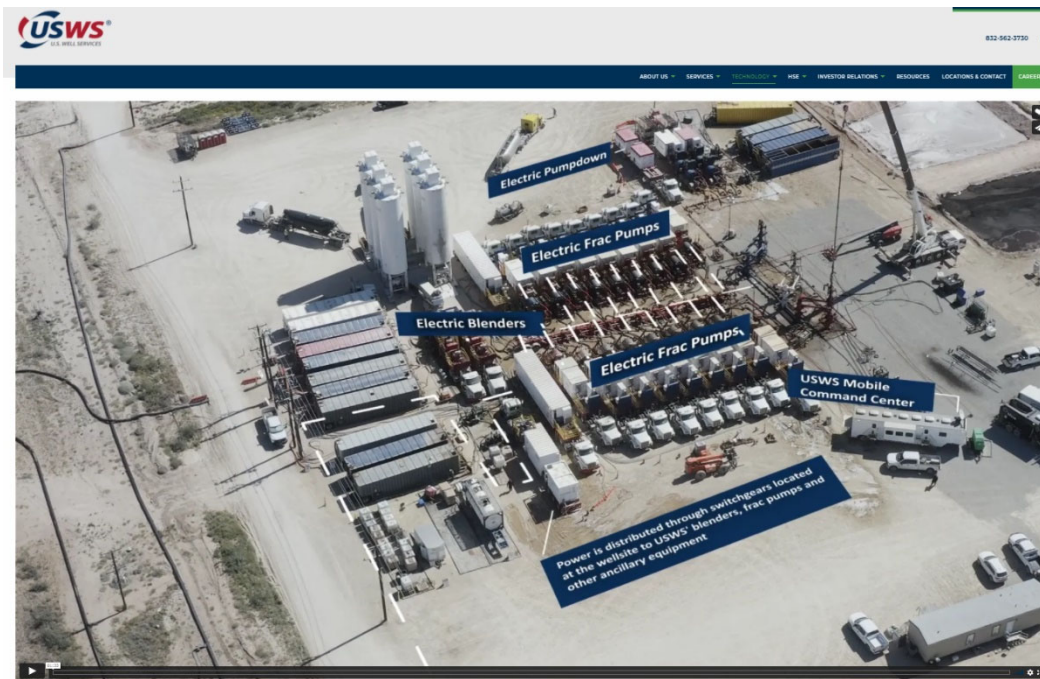 USWS®
U.S. WELL SERVICES
832-562-3730
ABOUT US
SERVICES
TECHNOLOGY
HSE
INVESTOR RELATIONS
RESOURCES
LOCATIONS & CONTACT
CAREER
Electric Pumpdown
Electric Frac Pumps
Electric Blenders
Electric Frac Pumps
USWS Mobile
Command Center
Power is distributed through switchgears located
at the wellsite to USWS' blenders, frac pumps and
other ancillary equipment